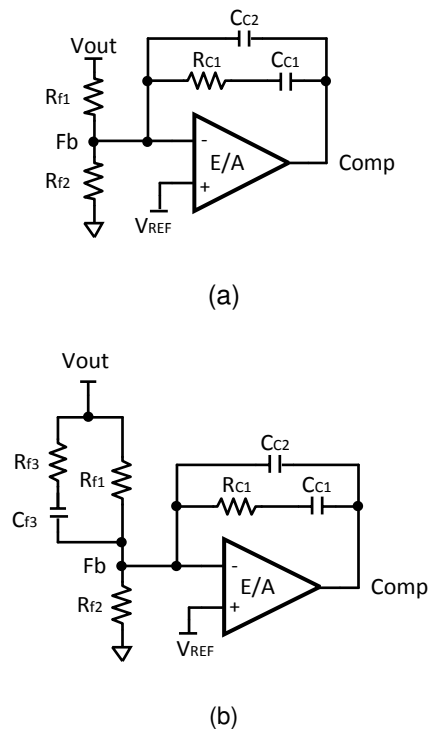 CC2
Vout
RC1
CC1
Rf1
Fb
-
E/A
+
Comp
Rf2
VREF
(a)
Vout
CC2
Rf3
Rf1
RC1
CC1
Cf3
Fb
-
E/A
+
Comp
Rf2
VREF
(b)